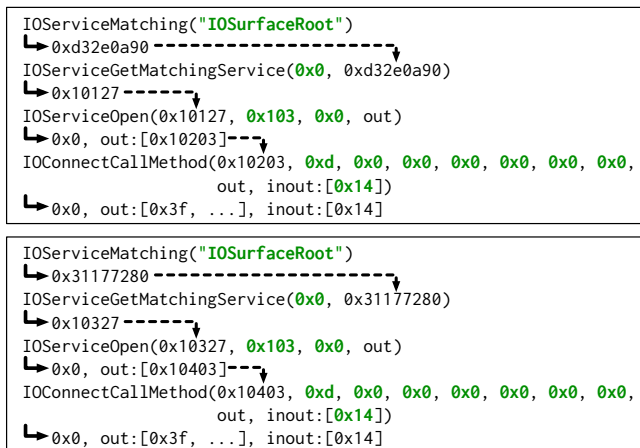 IOServiceMatching("IOSurfaceRoot")
0xd32e0a90
IOServiceGetMatchingService(0x0, 0xd32e0a90)
0x10127
IOServiceOpen(0x10127, 0x103, 0x0, out)
0x0, out:[0x10203]
IOConnectCallMethod(0x10203, 0xd, 0x0, 0x0, 0x0, 0x0, 0x0, 0x0,
out, inout:[0x14])
0x0, out:[0x3f, ...], inout:[0x14]
IOServiceMatching("IOSurfaceRoot")
0x31177280
IOServiceGetMatchingService(0x0, 0x31177280)
0x10327
IOServiceOpen(0x10327, 0x103, 0x0, out)
0x0, out:[0x10403]
IOConnectCallMethod(0x10403, 0xd, 0x0, 0x0, 0x0, 0x0, 0x0, 0x0,
out, inout:[0x14])
0x0, out:[0x3f, ...], inout:[0x14]